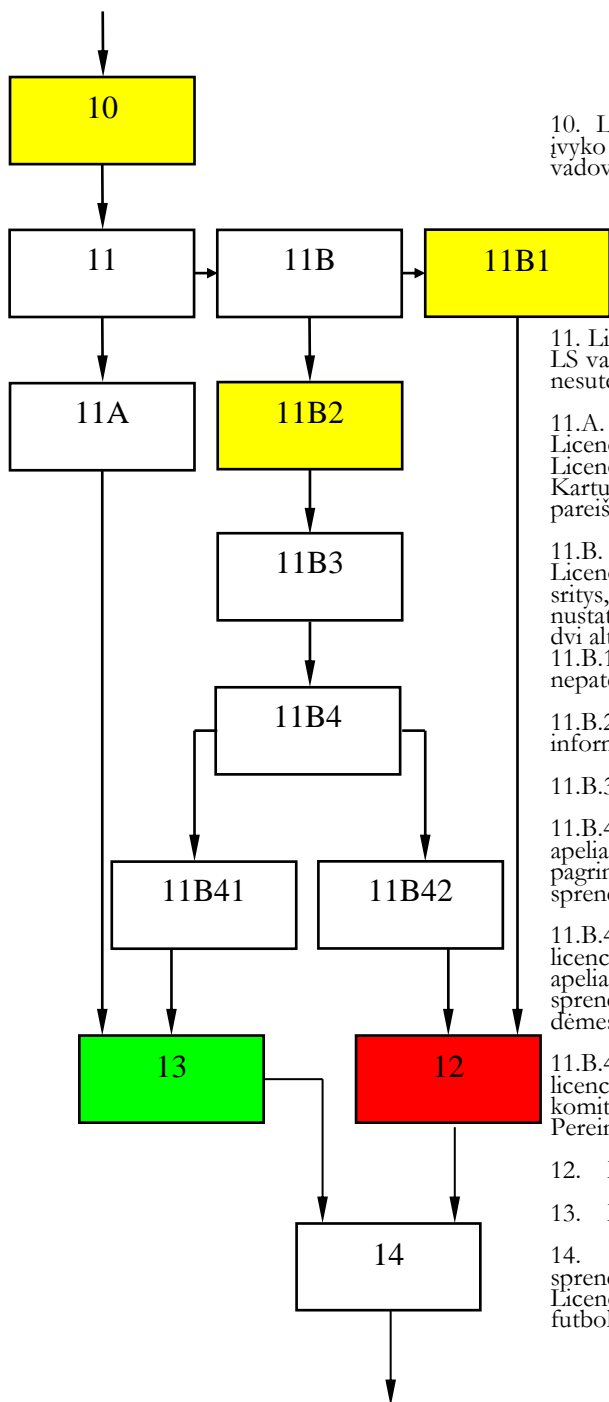 10
11
11B
11B1
11A
11B2
11B3
11B4
11B41
11B42
13
12
14
10. L
įvyko
vadov
11. Li
LS va
nesute
11.A.
Licenc
Licenc
Kartu
pareiš
11.B.
Licenc
sritys,
nustat
dvi alt
11.B.1
nepate
11.B.2
inform
11.B.3
11.B.4
apelia
pagrin
sprend
11.B.4
licenc
apelia
sprend
dėmes
11.B.4
licenc
komit
Perein
12.
13.
14.
sprend
Licenc
futbol